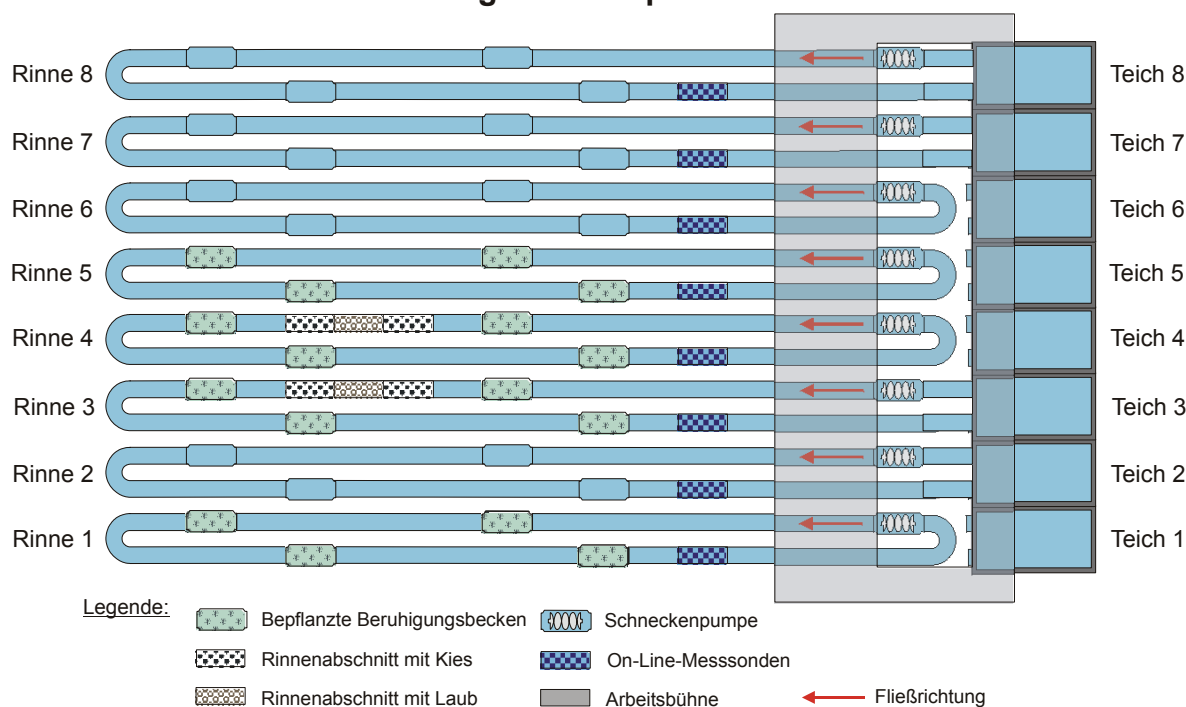 Rinne 8
Teich 8
Rinne 7
Teich 7
Rinne 6
Teich 6
Rinne 5
Teich 5
Rinne 4
Teich 4
Rinne 3
Teich 3
Rinne 2
Teich 2
Rinne 1
Teich 1
Legende:
Bepflanzte Beruhigungsbecken
Schneckenpumpe
Rinnenabschnitt mit Kies
On-Line-Messsonden
Rinnenabschnitt mit Laub
Arbeitsbühne
Fließrichtung